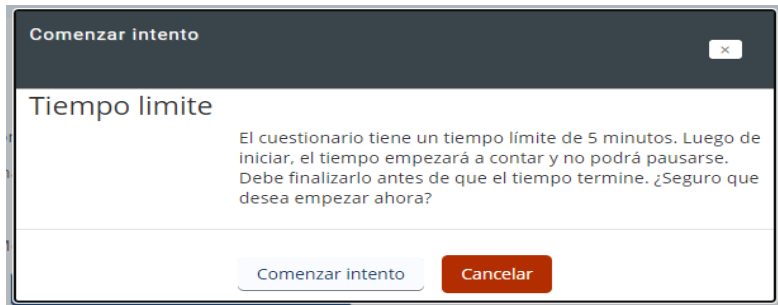 Comenzar intento
×
Tiempo limite
El cuestionario tiene un tiempo límite de 5 minutos. Luego de
iniciar, el tiempo empezará a contar y no podrá pausarse.
Debe finalizarlo antes de que el tiempo termine. ¿Seguro que
desea empezar ahora?
Comenzar intento
Cancelar